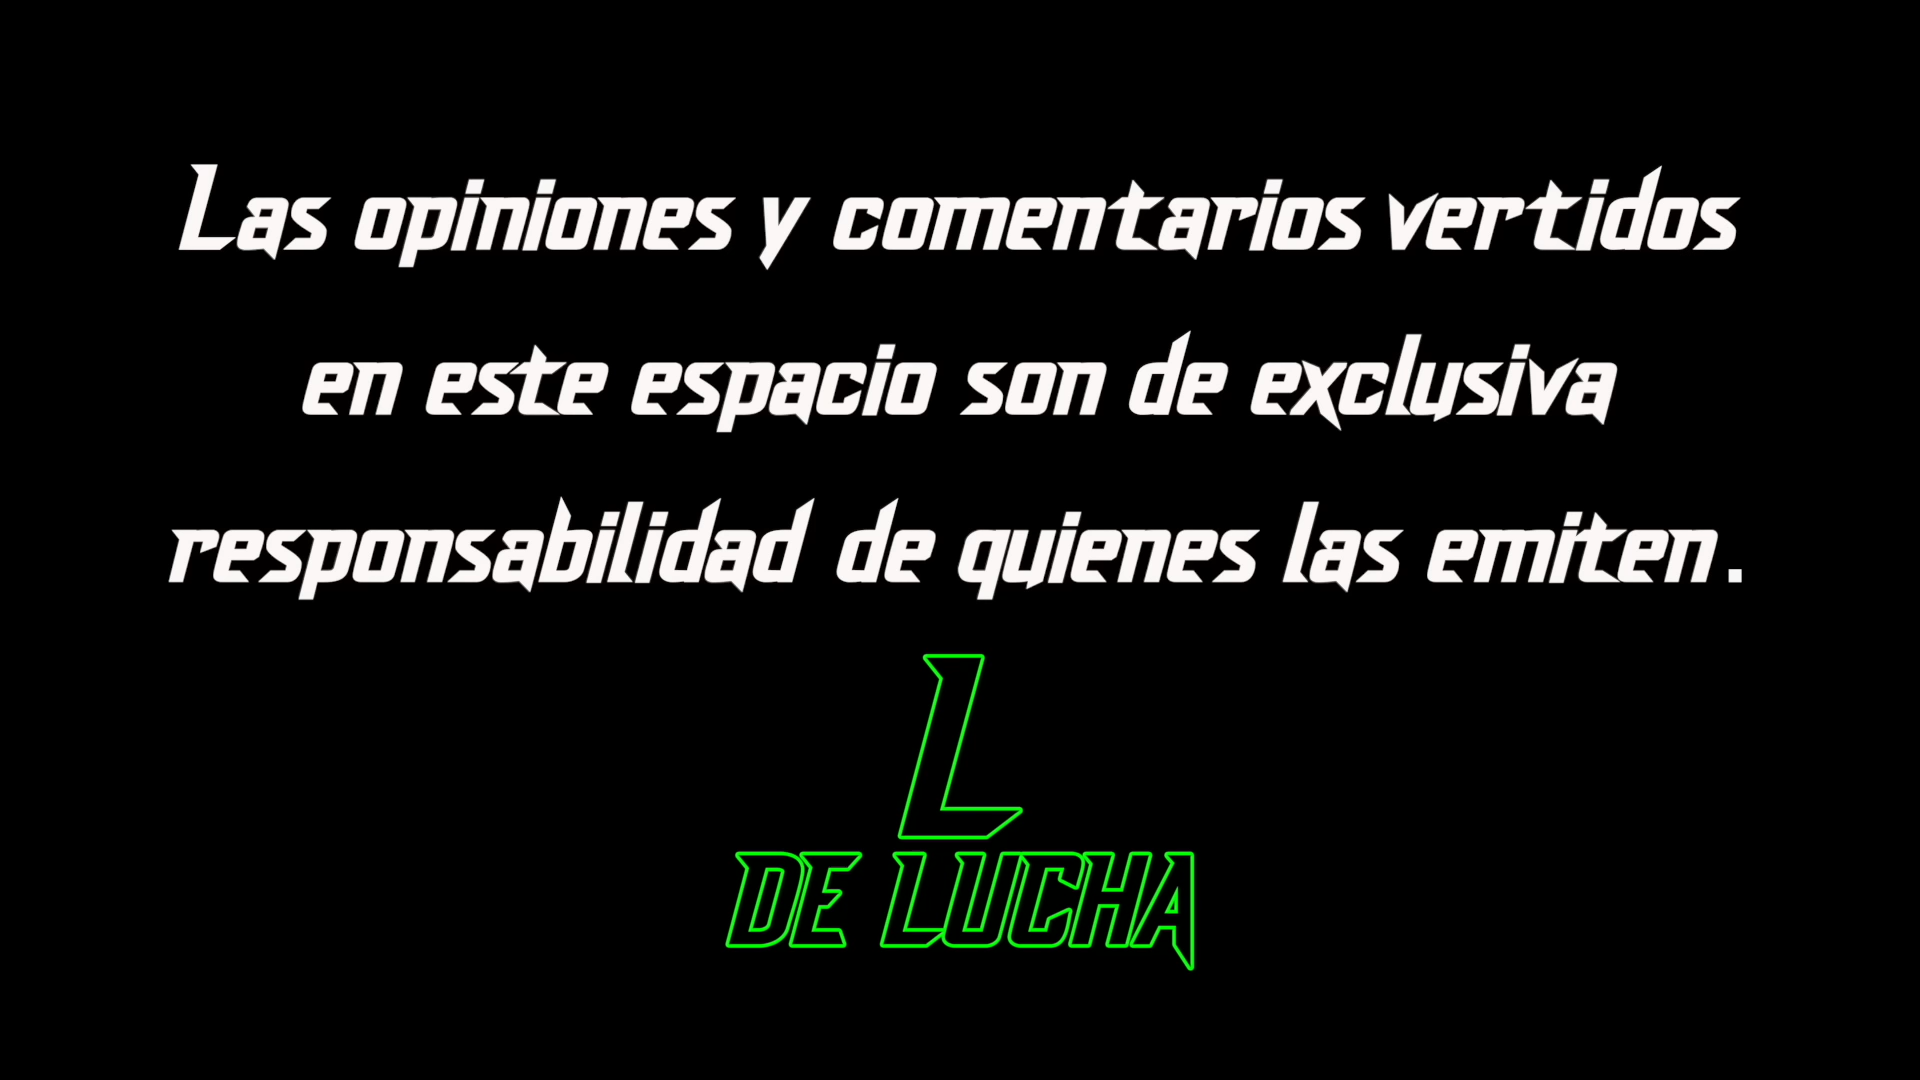 Las opiniones y comentarios vertidos
en este espacio son de exclusiva
responsabilidad de quienes las emiten.
L
DE LUCHA